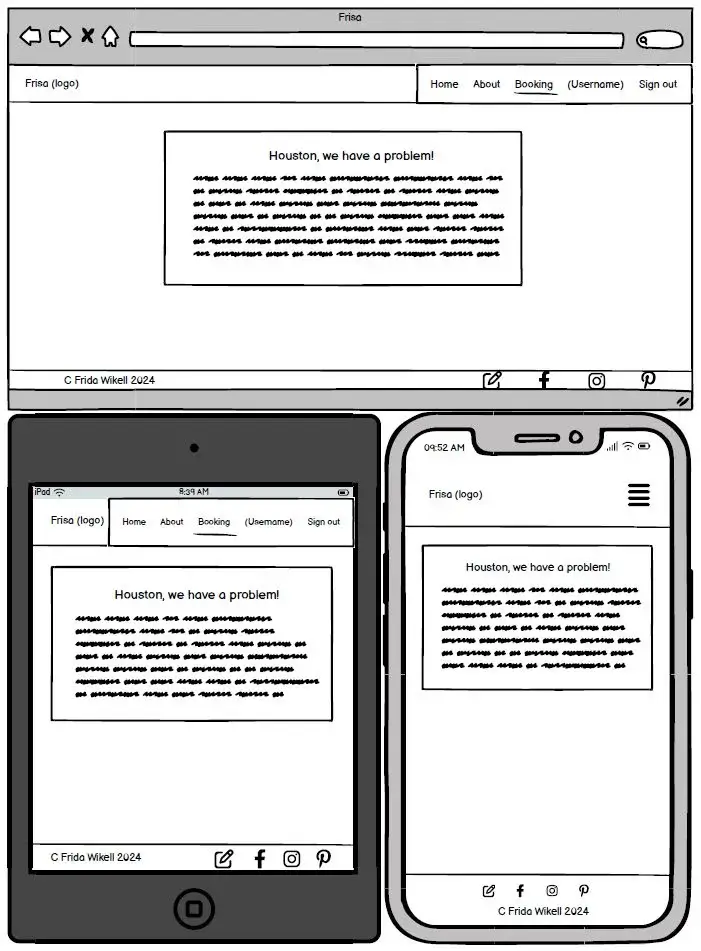 Frisa
Frisa (logo) Home About Booking (Username) Sign out
Houston, we have a problem!
C Frida Wikell 2024
iPad 8:39 AM
Frisa (logo) Home About Booking (Username) Sign out
Houston, we have a problem!
C Frida Wikell 2024
09:52 AM
Frisa (logo)
Houston, we have a problem!
C Frida Wikell 2024